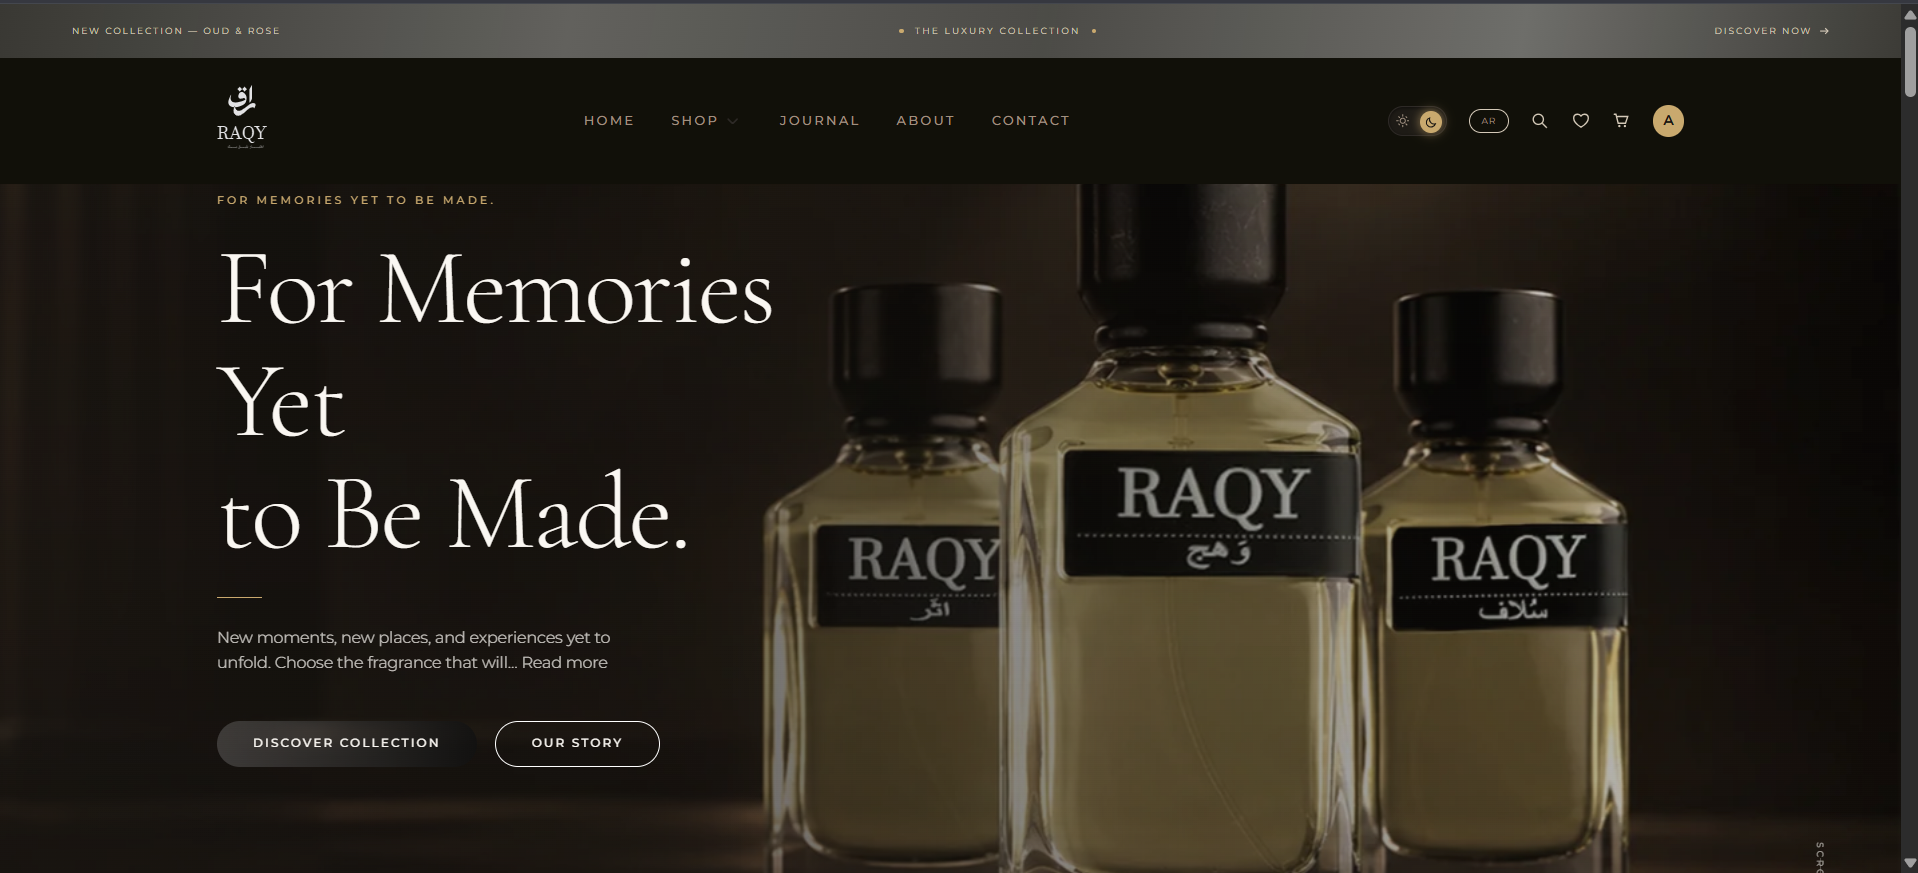 NEW COLLECTION — OUD & ROSE
• THE LUXURY COLLECTION •
DISCOVER NOW →
راق
RAQY
HOME
SHOP
JOURNAL
ABOUT
CONTACT
AR
A
FOR MEMORIES YET TO BE MADE.
For Memories
Yet
to Be Made.
New moments, new places, and experiences yet to
unfold. Choose the fragrance that will... Read more
DISCOVER COLLECTION
OUR STORY
RAQY
اثَر
RAQY
وَهج
RAQY
سُلاف